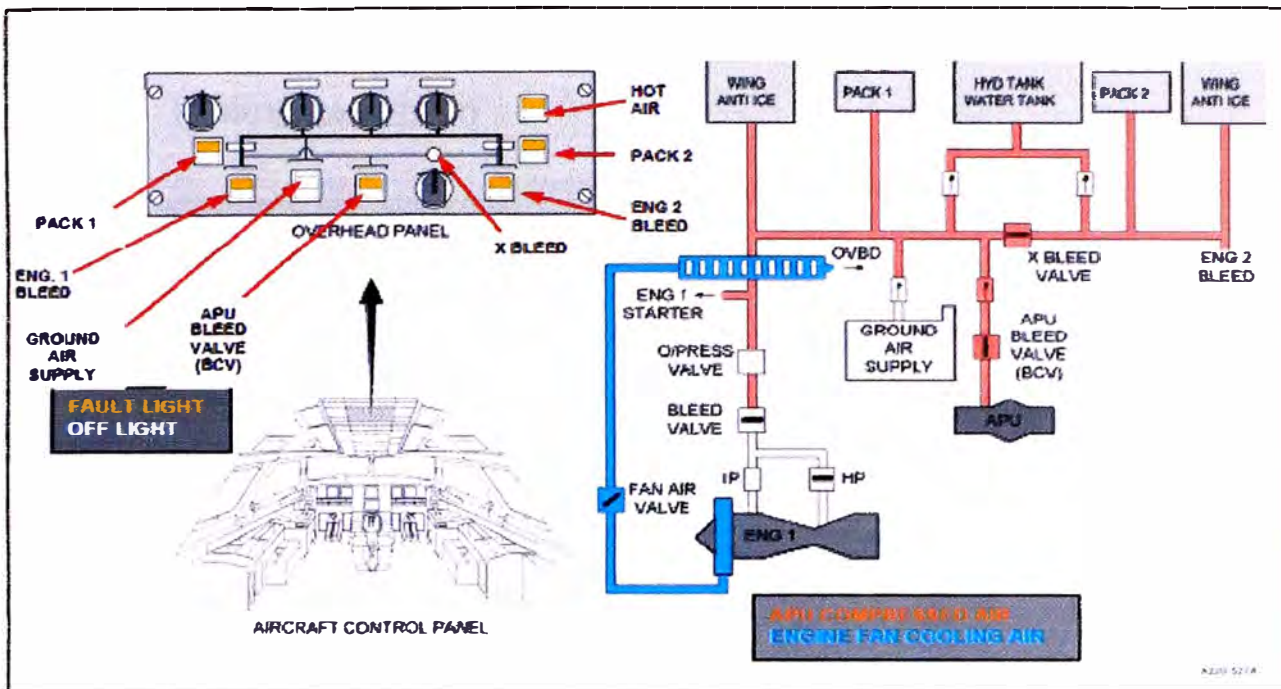 HOT
AIR
PACK 2
ENG 2
BLEED
X BLEED
OVERHEAD PANEL
PACK 1
ENG. 1
BLEED
GROUND
AIR
SUPPLY
APU
BLEED
VALVE
(BCV)
FAULT LIGHT
OFF LIGHT
AIRCRAFT CONTROL PANEL
WING
ANTI ICE
PACK 1
HYD TANK
WATER TANK
PACK 2
WING
ANTI ICE
OVBD
X BLEED
VALVE
ENG 2
BLEED
ENG 1
STARTER
GROUND
AIR
SUPPLY
APU
BLEED
VALVE
(BCV)
O/PRESS
VALVE
BLEED
VALVE
APU
IP
HP
FAN AIR
VALVE
ENG 1
APU COMPRESSED AIR
ENGINE FAN COOLING AIR